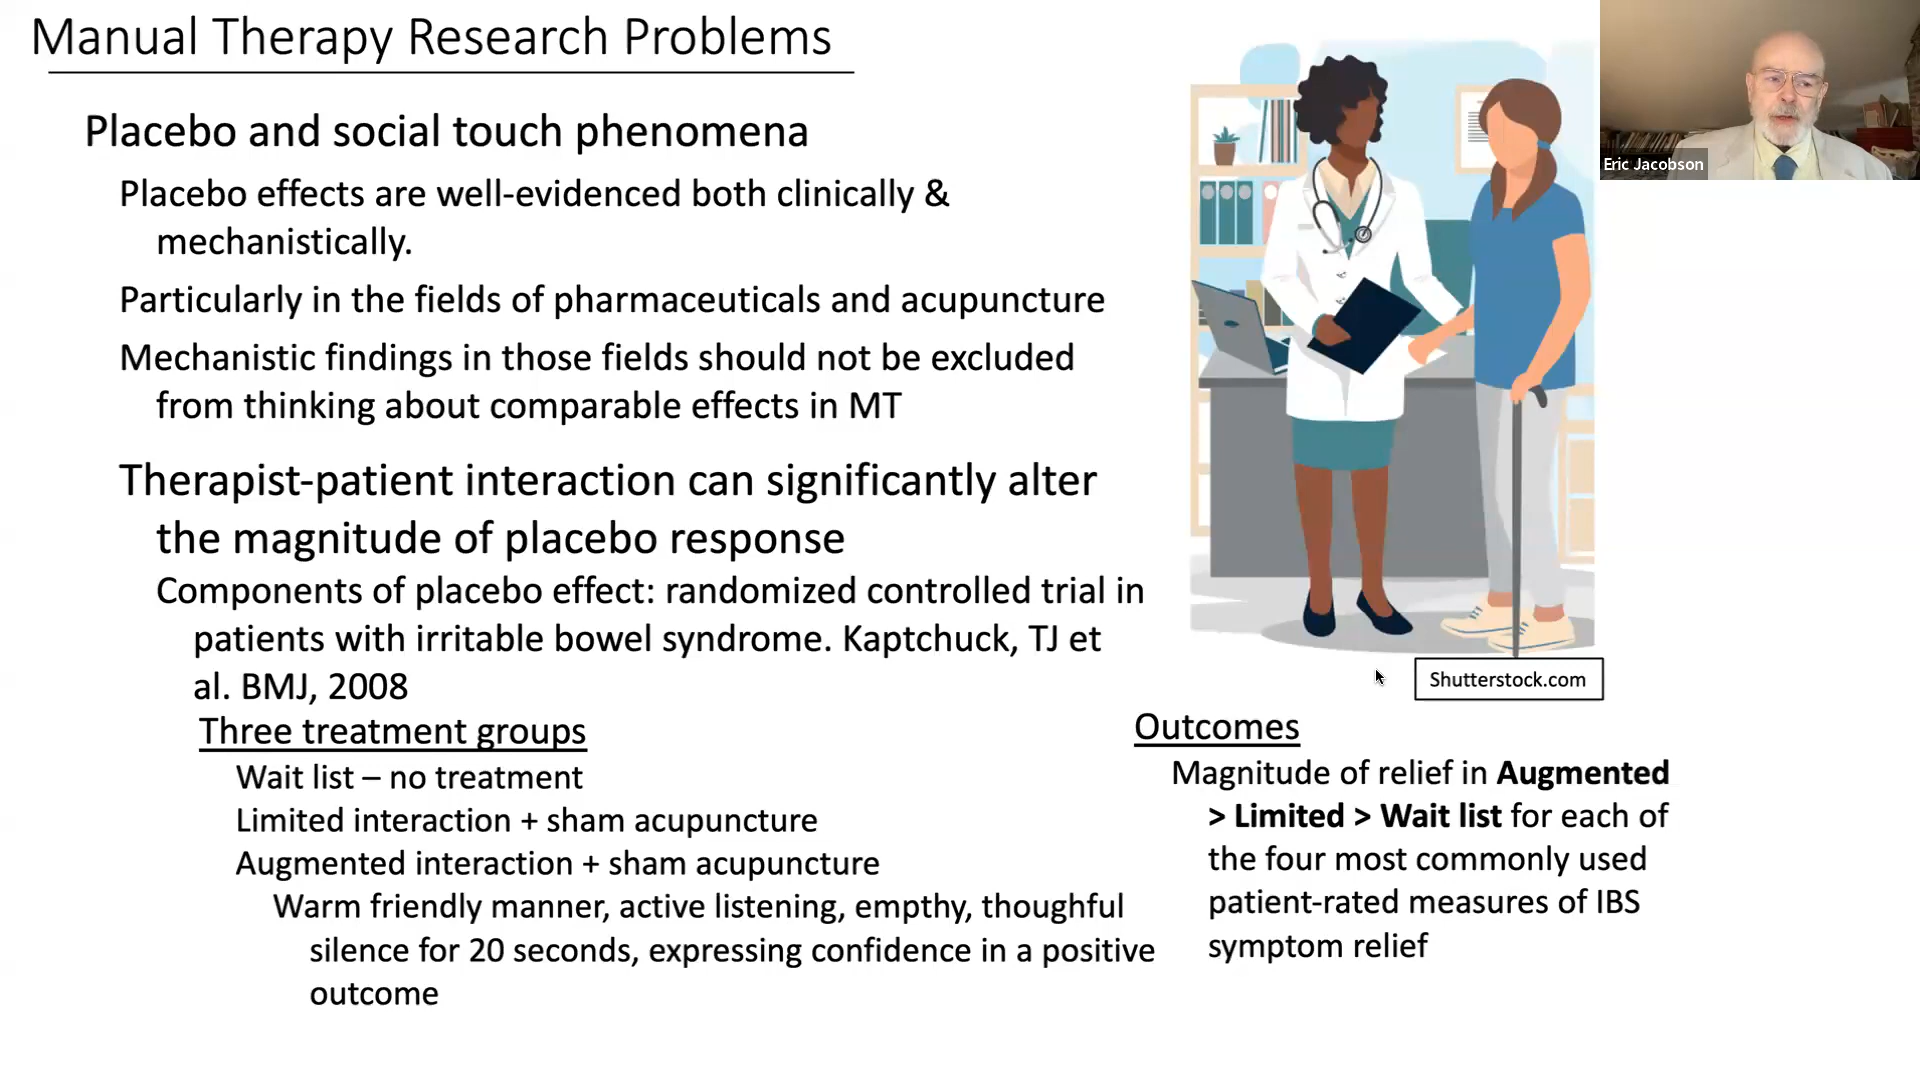 Manual Therapy Research Problems
Placebo and social touch phenomena
Placebo effects are well-evidenced both clinically &
mechanistically.
Particularly in the fields of pharmaceuticals and acupuncture
Mechanistic findings in those fields should not be excluded
from thinking about comparable effects in MT
Therapist-patient interaction can significantly alter
the magnitude of placebo response
Components of placebo effect: randomized controlled trial in
patients with irritable bowel syndrome. Kaptchuck, TJ et
al. BMJ, 2008
Three treatment groups
Wait list – no treatment
Limited interaction + sham acupuncture
Augmented interaction + sham acupuncture
Warm friendly manner, active listening, empthy, thoughful
silence for 20 seconds, expressing confidence in a positive
outcome
Eric Jacobson
Shutterstock.com
Outcomes
Magnitude of relief in Augmented
> Limited > Wait list for each of
the four most commonly used
patient-rated measures of IBS
symptom relief